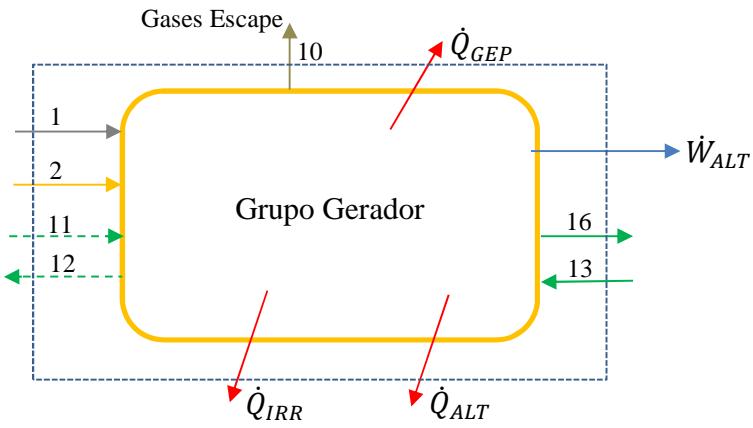 Gases Escape
10
Q̇_GEP
1
Ẇ_ALT
2
Grupo Gerador
11
16
12
13
Q̇_IRR
Q̇_ALT